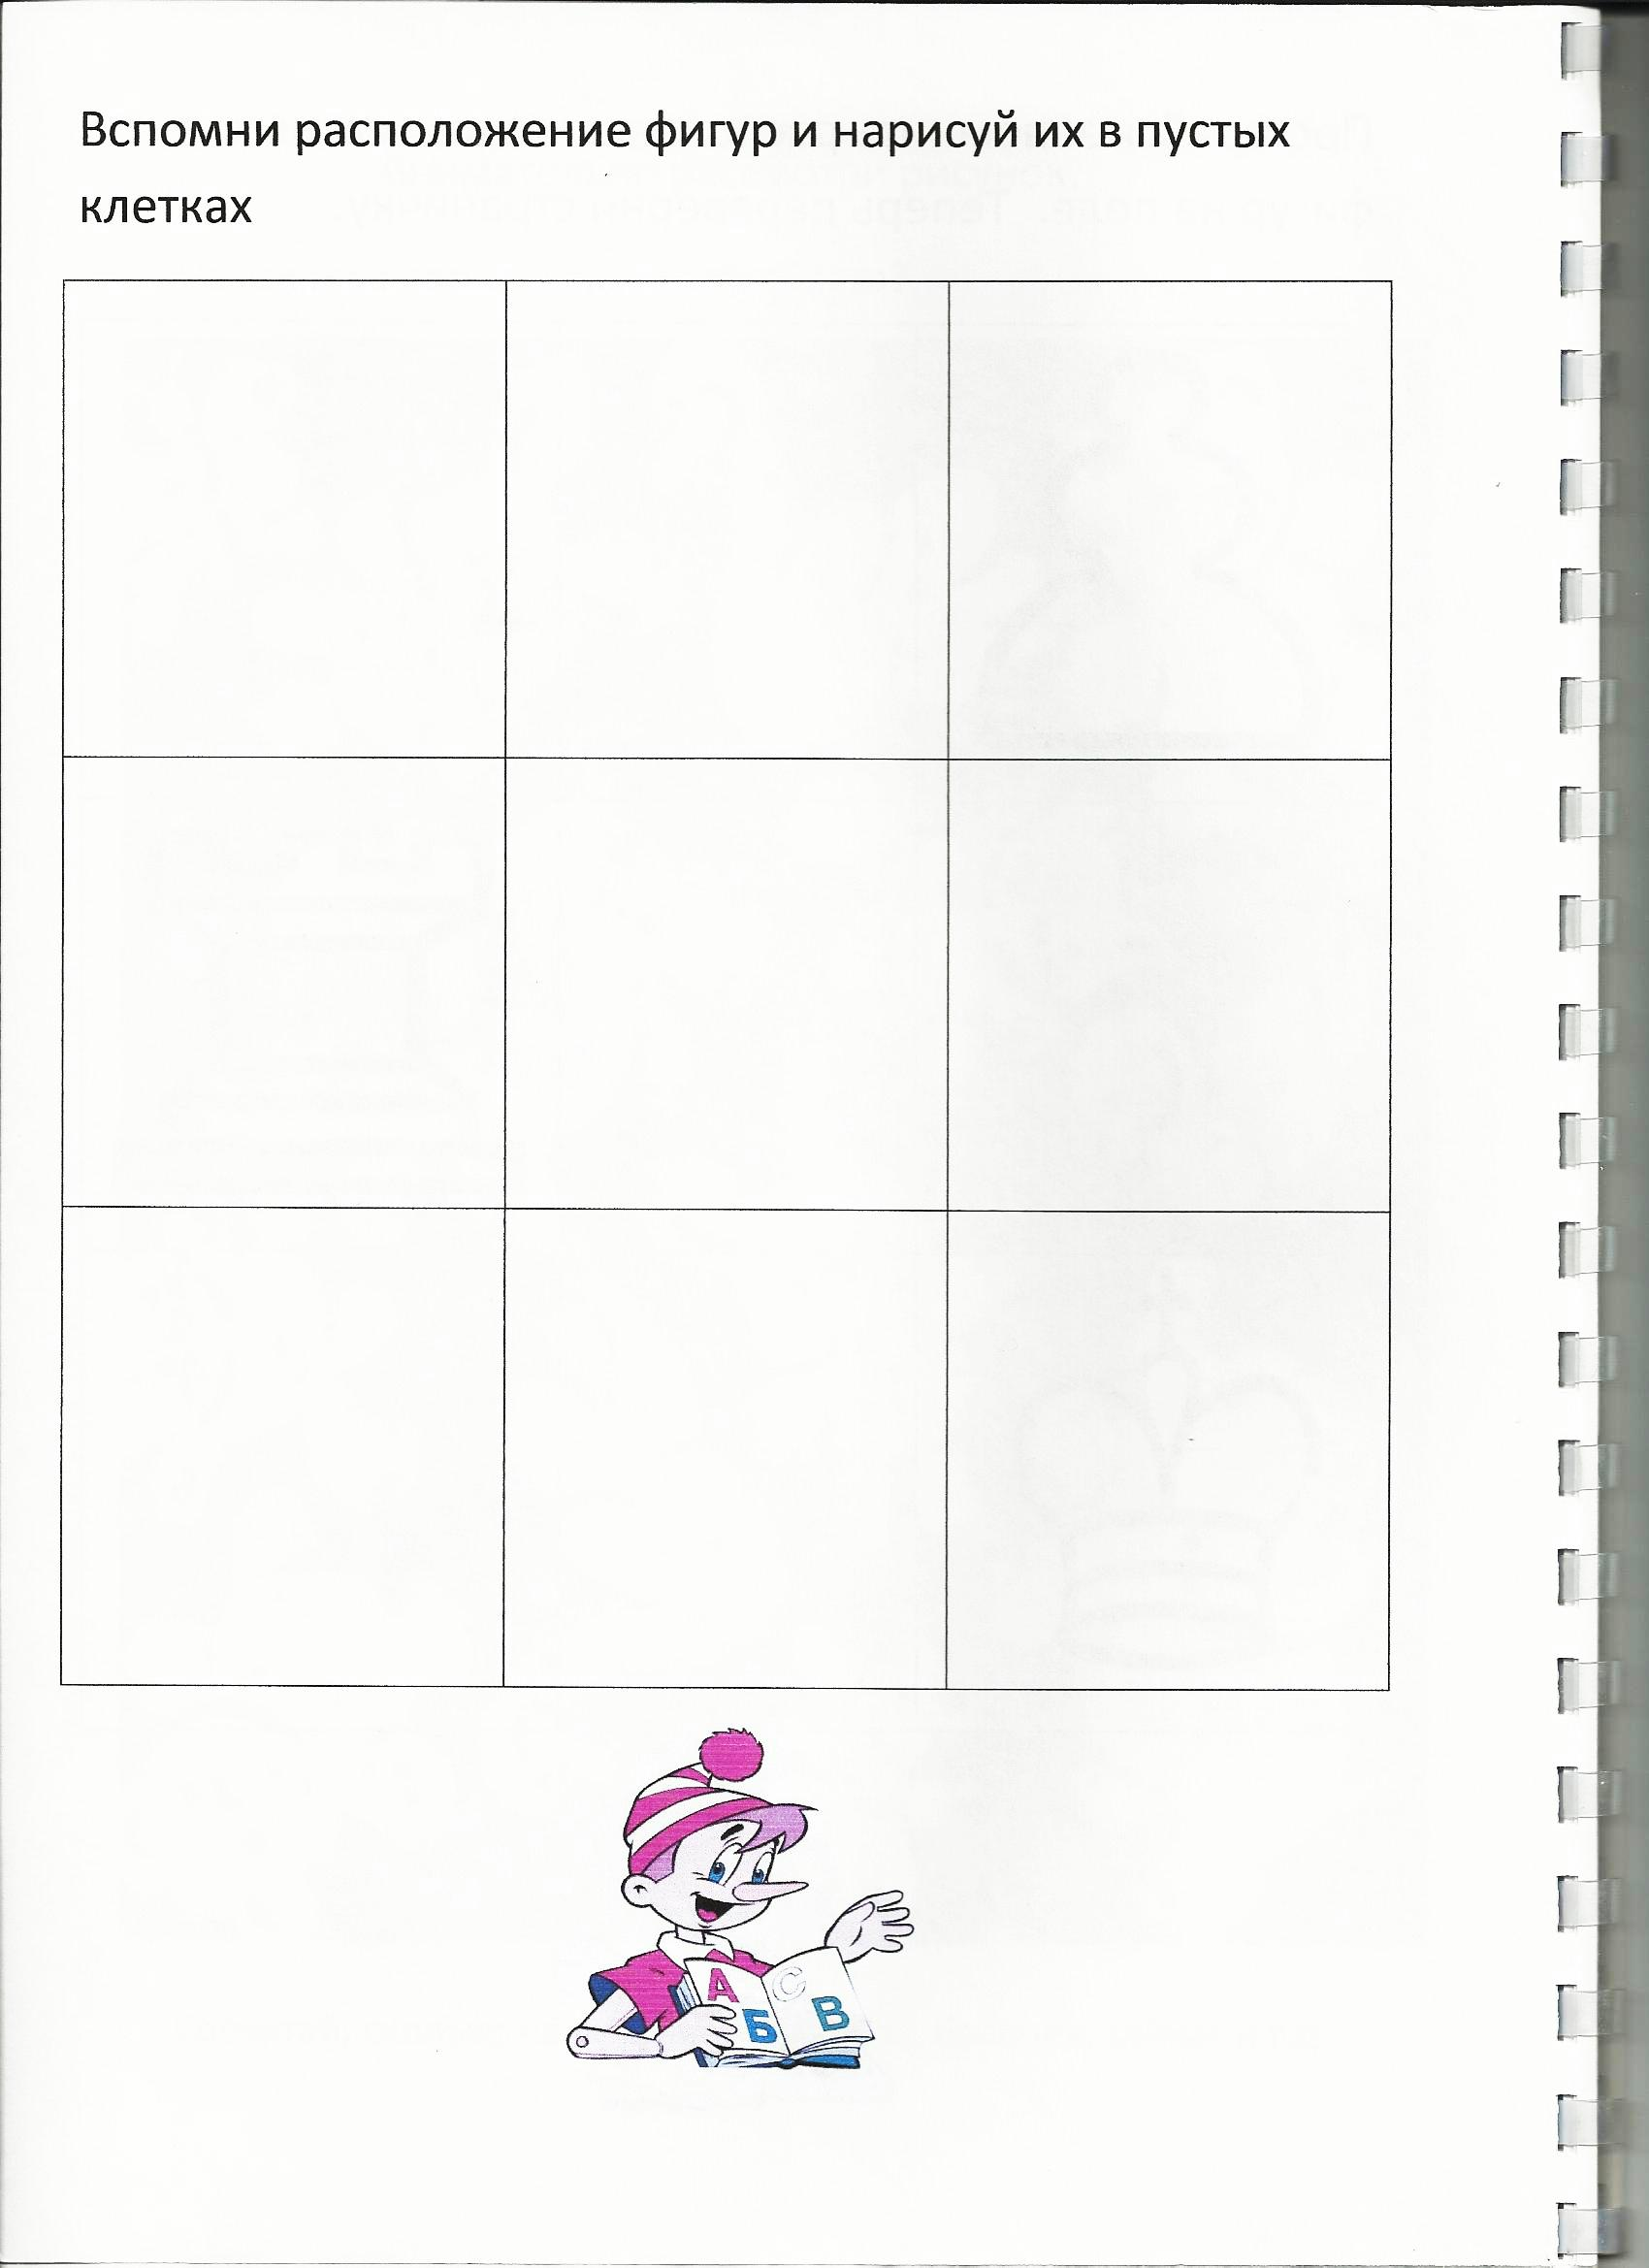 Вспомни расположение фигур и нарисуй их в пустых
клетках
А
Б
С
В